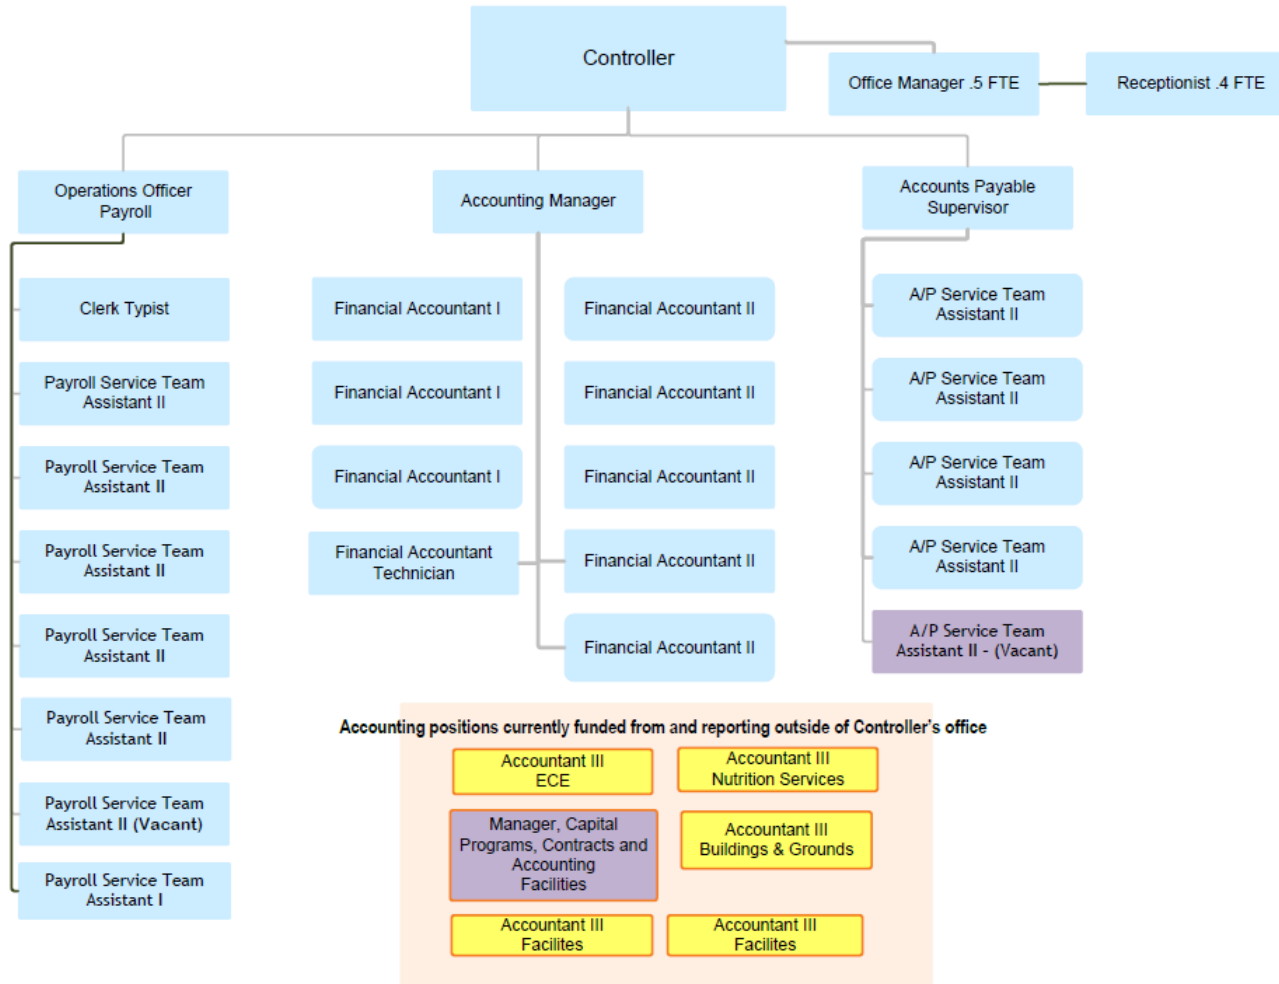 Controller
Office Manager .5 FTE
Receptionist .4 FTE
Operations Officer
Payroll
Accounting Manager
Accounts Payable
Supervisor
Clerk Typist
Payroll Service Team
Assistant II
Payroll Service Team
Assistant II
Payroll Service Team
Assistant II
Payroll Service Team
Assistant II
Payroll Service Team
Assistant II
Payroll Service Team
Assistant II (Vacant)
Payroll Service Team
Assistant I
Financial Accountant I
Financial Accountant I
Financial Accountant I
Financial Accountant
Technician
Financial Accountant II
Financial Accountant II
Financial Accountant II
Financial Accountant II
Financial Accountant II
A/P Service Team
Assistant II
A/P Service Team
Assistant II
A/P Service Team
Assistant II
A/P Service Team
Assistant II
A/P Service Team
Assistant II - (Vacant)
Accounting positions currently funded from and reporting outside of Controller's office
Accountant III
ECE
Accountant III
Nutrition Services
Manager, Capital
Programs, Contracts and
Accounting
Facilities
Accountant III
Buildings & Grounds
Accountant III
Facilites
Accountant III
Facilites